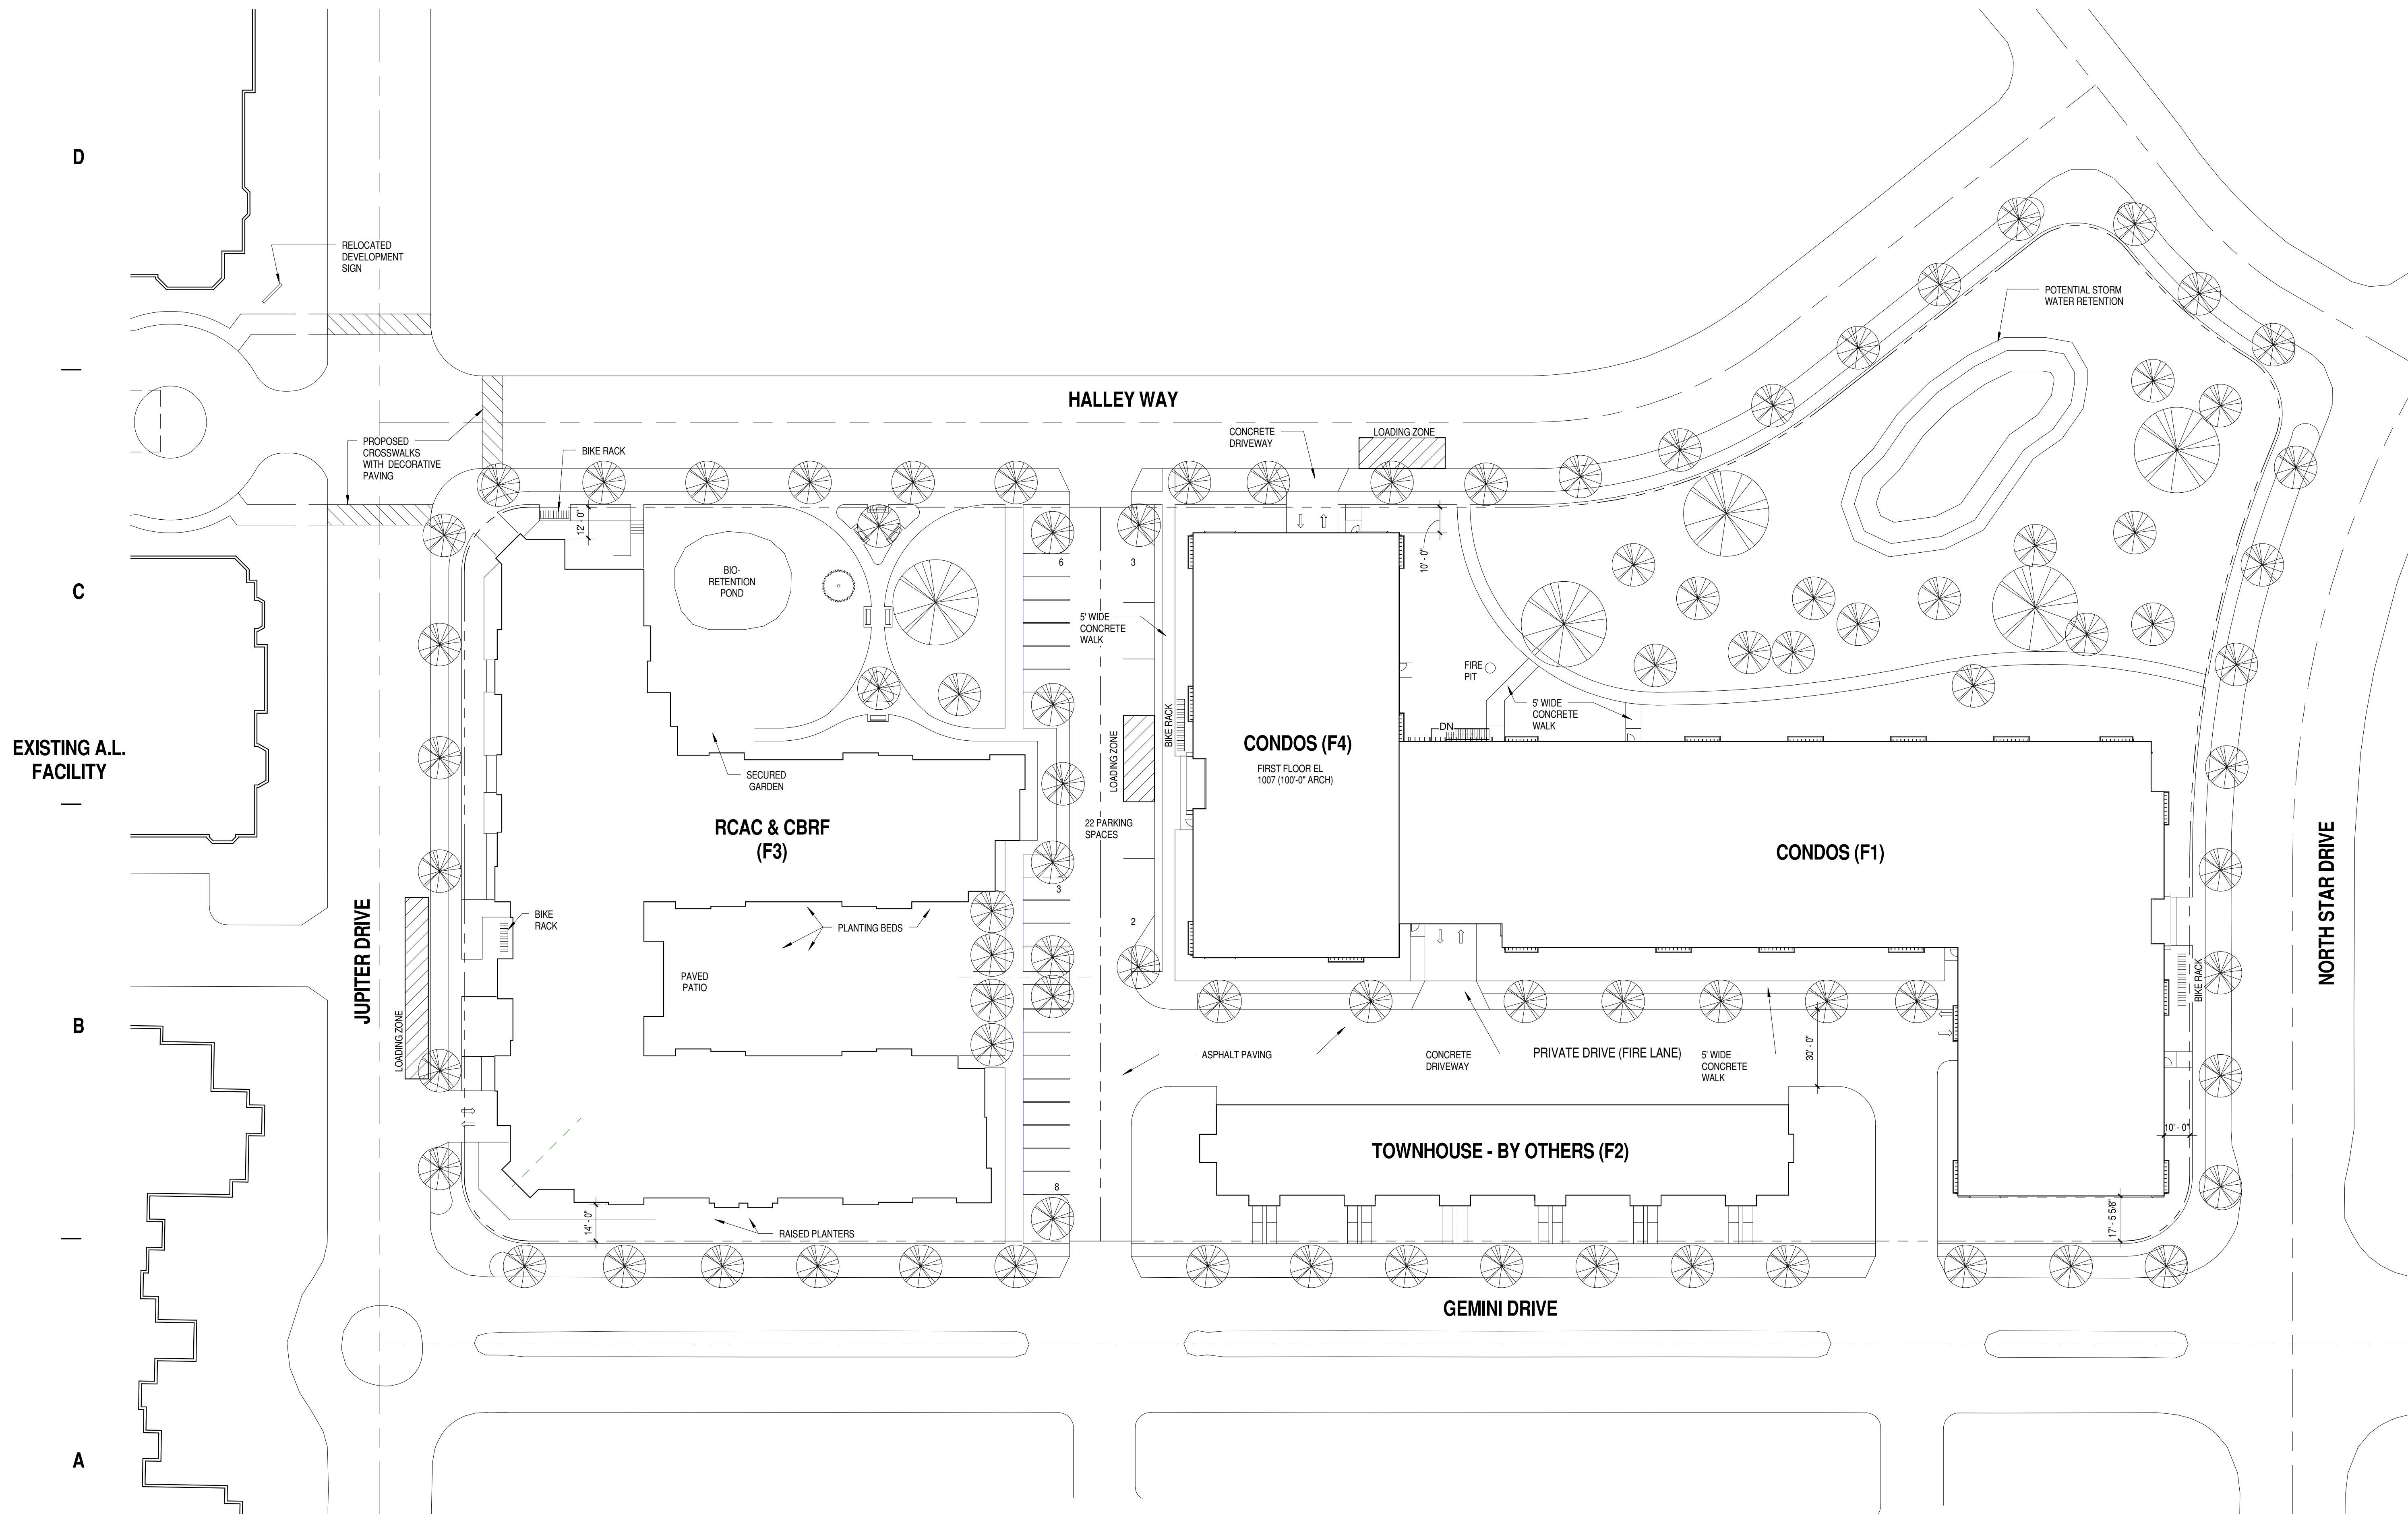 D
RELOCATED
DEVELOPMENT
SIGN
POTENTIAL STORM
WATER RETENTION
HALLEY WAY
CONCRETE
DRIVEWAY
LOADING ZONE
PROPOSED
CROSSWALKS
WITH DECORATIVE
PAVING
BIKE RACK
12' - 0"
10' - 0"
6
3
C
BIO-
RETENTION
POND
5' WIDE
CONCRETE
WALK
FIRE
PIT
5' WIDE
CONCRETE
WALK
DN
BIKE RACK
LOADING ZONE
EXISTING A.L.
FACILITY
CONDOS (F4)
FIRST FLOOR EL
1007 (100'-0" ARCH)
SECURED
GARDEN
RCAC & CBRF
(F3)
22 PARKING
SPACES
CONDOS (F1)
NORTH STAR DRIVE
3
2
JUPITER DRIVE
BIKE
RACK
PLANTING BEDS
PAVED
PATIO
BIKE RACK
LOADING ZONE
B
ASPHALT PAVING
CONCRETE
DRIVEWAY
PRIVATE DRIVE (FIRE LANE)
5' WIDE
CONCRETE
WALK
30' - 0"
10' - 0"
TOWNHOUSE - BY OTHERS (F2)
8
14' - 0"
RAISED PLANTERS
17' - 5 5/8"
GEMINI DRIVE
A